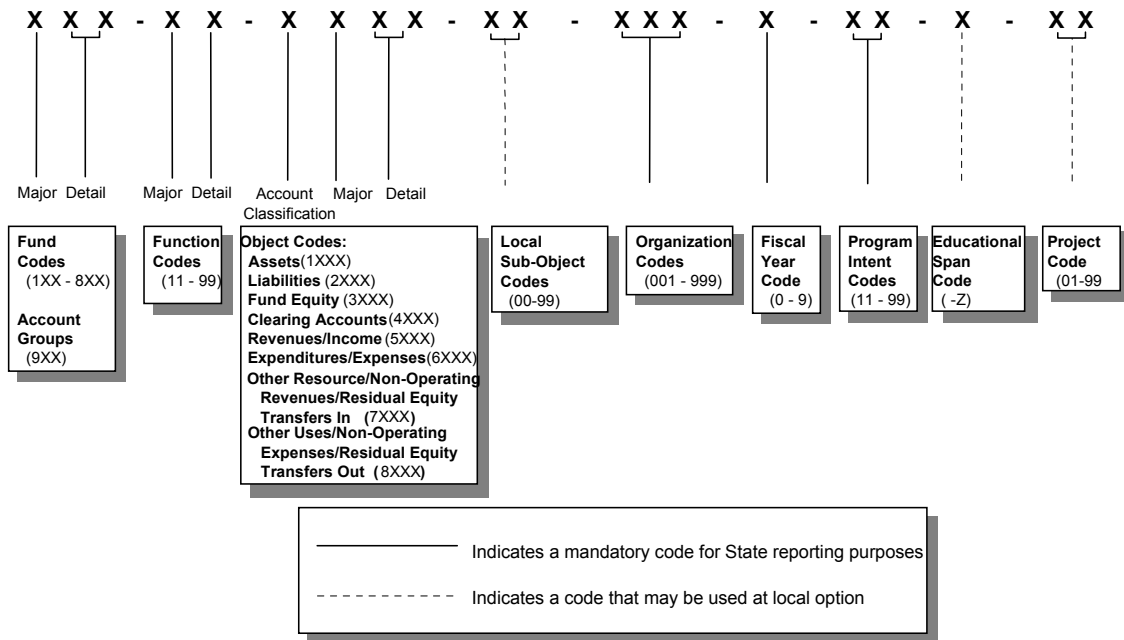 X X X - X X - X X X X - X X - X X X - X - X X - X - X X
Major Detail Major Detail Account Classification Major Detail
Fund
Codes
(1XX - 8XX)
Account
Groups
(9XX)
Function
Codes
(11 - 99)
Object Codes:
Assets(1XXX)
Liabilities (2XXX)
Fund Equity (3XXX)
Clearing Accounts(4XXX)
Revenues/Income (5XXX)
Expenditures/Expenses(6XXX)
Other Resource/Non-Operating
Revenues/Residual Equity
Transfers In (7XXX)
Other Uses/Non-Operating
Expenses/Residual Equity
Transfers Out (8XXX)
Local
Sub-Object
Codes
(00-99)
Organization
Codes
(001 - 999)
Fiscal
Year
Code
(0 - 9)
Program
Intent
Codes
(11 - 99)
Educational
Span
Code
( -Z)
Project
Code
(01-99
Indicates a mandatory code for State reporting purposes
Indicates a code that may be used at local option